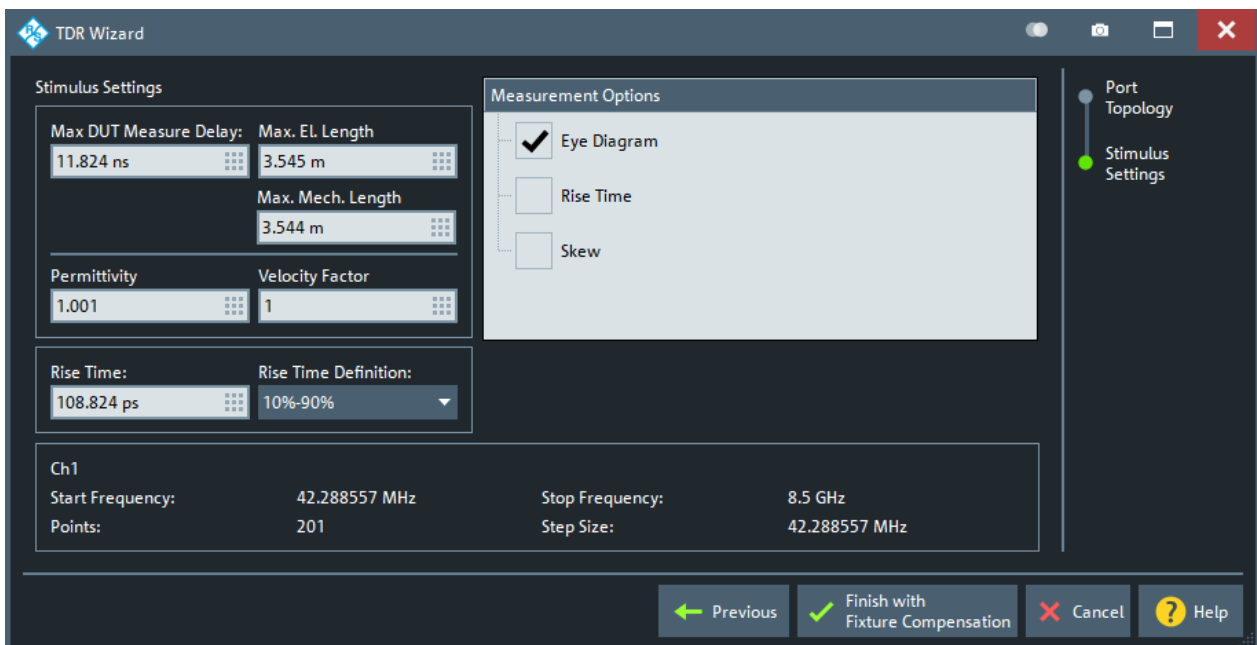 TDR Wizard
Stimulus Settings
Max DUT Measure Delay: Max. El. Length
11.824 ns 3.545 m
Max. Mech. Length
3.544 m
Permittivity Velocity Factor
1.001 1
Rise Time: Rise Time Definition:
108.824 ps 10%-90%
Measurement Options
Eye Diagram
Rise Time
Skew
Port
Topology
Stimulus
Settings
Ch1
Start Frequency: 42.288557 MHz Stop Frequency: 8.5 GHz
Points: 201 Step Size: 42.288557 MHz
Previous
Finish with
Fixture Compensation
Cancel
? Help